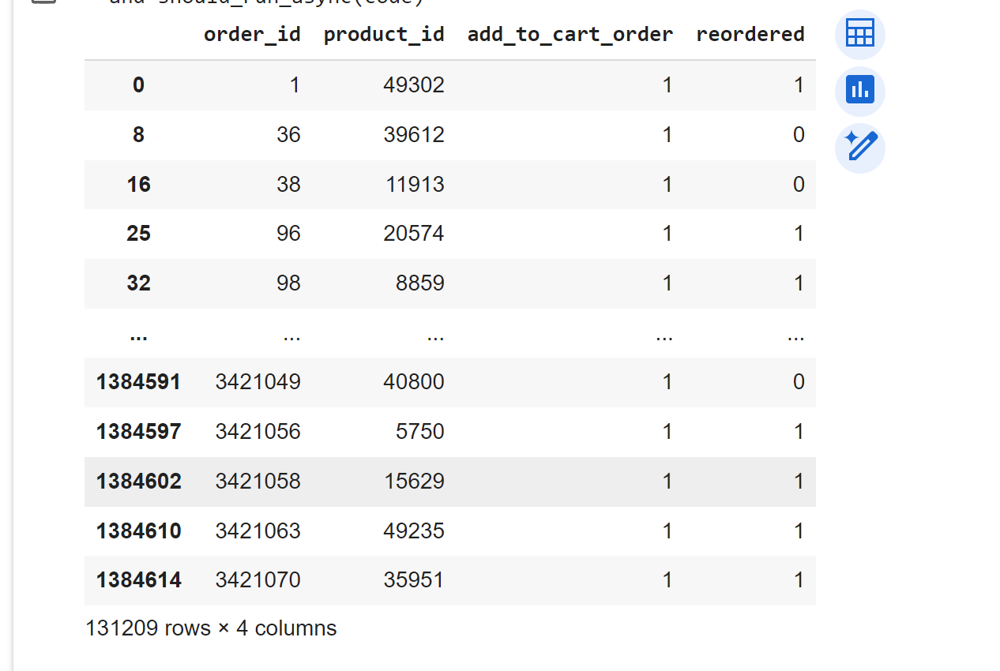 and should_run_async(code)
order_id product_id add_to_cart_order reordered
0 1 49302 1 1
8 36 39612 1 0
16 38 11913 1 0
25 96 20574 1 1
32 98 8859 1 1
... ... ... ... ...
1384591 3421049 40800 1 0
1384597 3421056 5750 1 1
1384602 3421058 15629 1 1
1384610 3421063 49235 1 1
1384614 3421070 35951 1 1
131209 rows × 4 columns